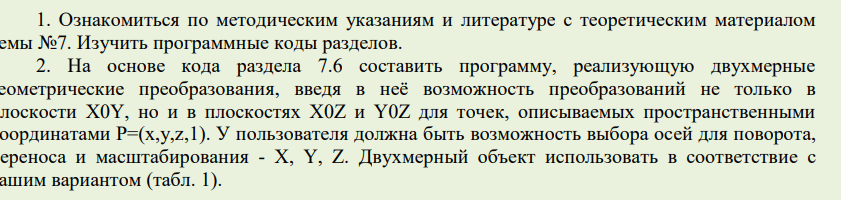 1. Ознакомиться по методическим указаниям и литературе с теоретическим материалом
емы №7. Изучить программные коды разделов.
2. На основе кода раздела 7.6 составить программу, реализующую двухмерные
еометрические преобразования, введя в неё возможность преобразований не только в
лоскости X0Y, но и в плоскостях X0Z и Y0Z для точек, описываемых пространственными
оординатами P=(x,y,z,1). У пользователя должна быть возможность выбора осей для поворота,
ереноса и масштабирования - X, Y, Z. Двухмерный объект использовать в соответствие с
ашим вариантом (табл. 1).